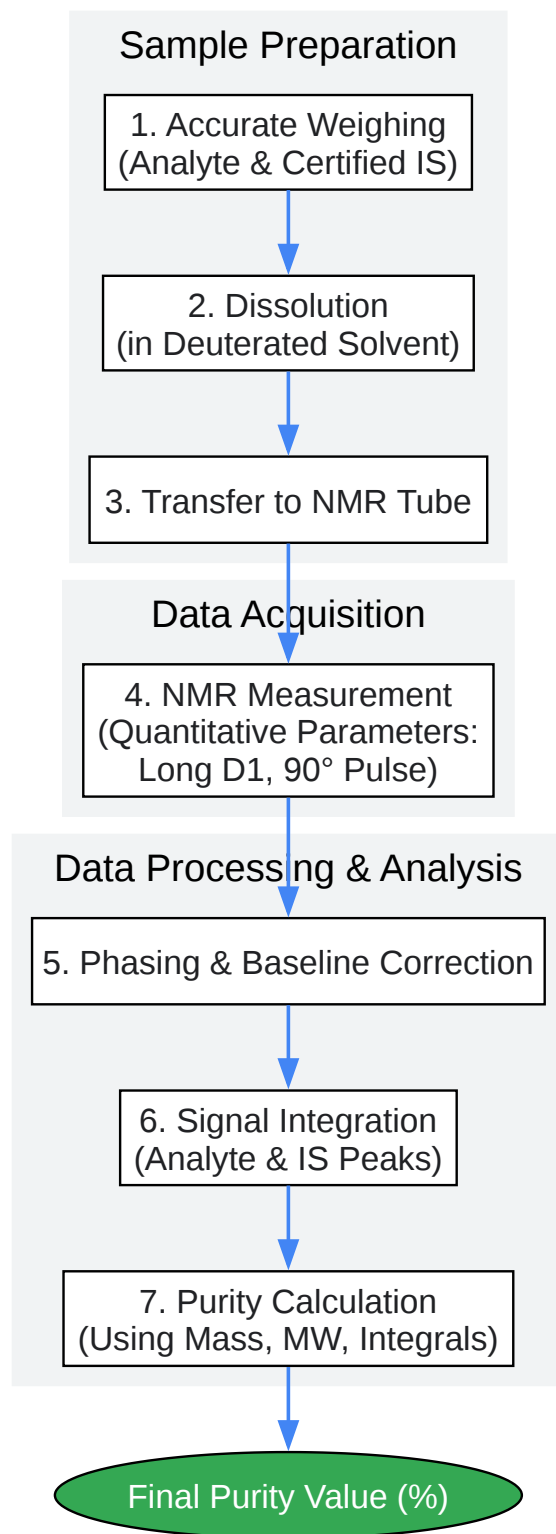 Sample Preparation
1. Accurate Weighing
(Analyte & Certified IS)
2. Dissolution
(in Deuterated Solvent)
3. Transfer to NMR Tube
Data Acquisition
4. NMR Measurement
(Quantitative Parameters:
Long D1, 90° Pulse)
Data Processing & Analysis
5. Phasing & Baseline Correction
6. Signal Integration
(Analyte & IS Peaks)
7. Purity Calculation
(Using Mass, MW, Integrals)
Final Purity Value (%)